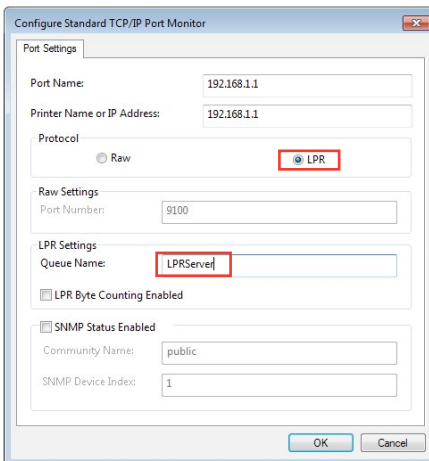 Configure Standard TCP/IP Port Monitor
Port Settings
Port Name: 192.168.1.1
Printer Name or IP Address: 192.168.1.1
Protocol
Raw LPR
Raw Settings
Port Number: 9100
LPR Settings
Queue Name: LPRServer
LPR Byte Counting Enabled
SNMP Status Enabled
Community Name: public
SNMP Device Index: 1
OK Cancel